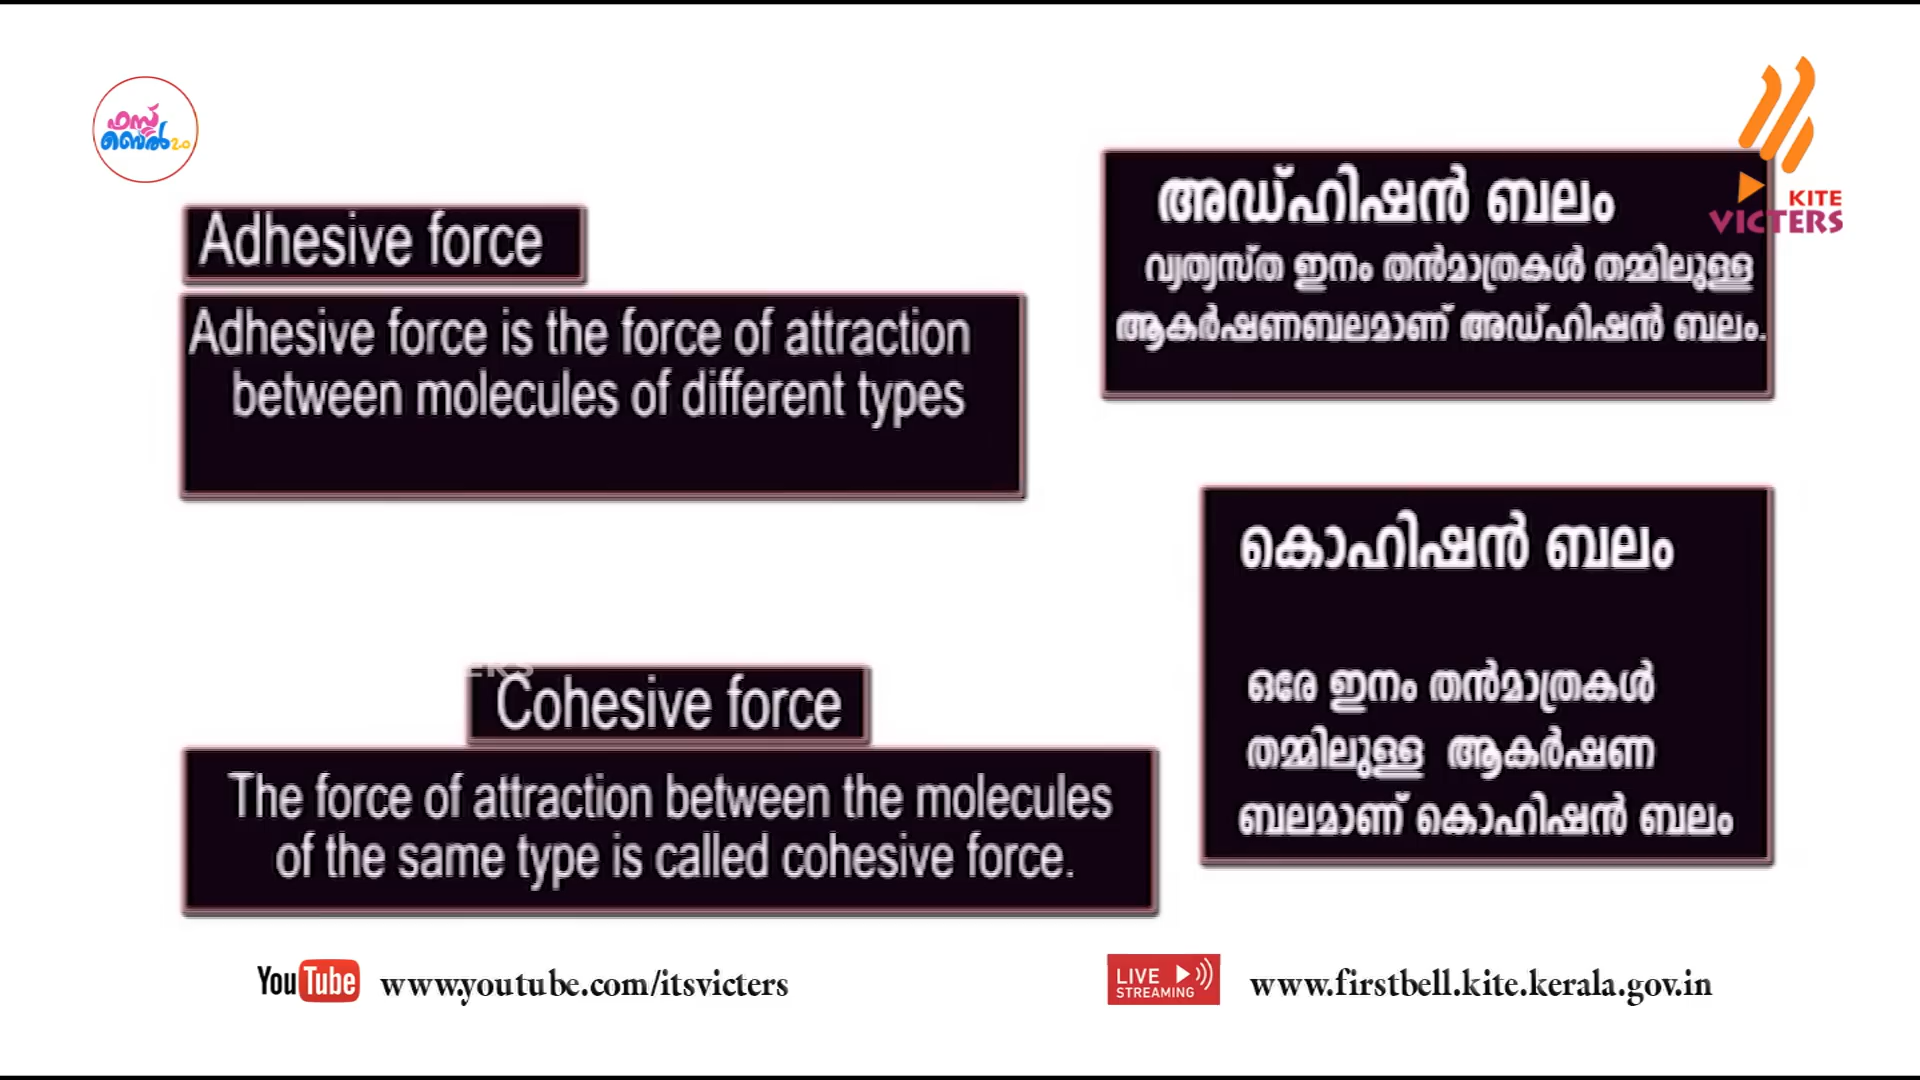 ഫസ്റ്റ്
ബെൽ 2.0
KITE
VICTERS
Adhesive force
Adhesive force is the force of attraction
between molecules of different types
അഡ്ഹിഷൻ ബലം
വ്യത്യസ്ത ഇനം തൻമാത്രകൾ തമ്മിലുള്ള
ആകർഷണബലമാണ് അഡ്ഹിഷൻ ബലം.
Cohesive force
The force of attraction between the molecules
of the same type is called cohesive force.
കൊഹിഷൻ ബലം
ഒരേ ഇനം തൻമാത്രകൾ
തമ്മിലുള്ള ആകർഷണ
ബലമാണ് കൊഹിഷൻ ബലം
YouTube www.youtube.com/itsvicters
LIVE
STREAMING
www.firstbell.kite.kerala.gov.in